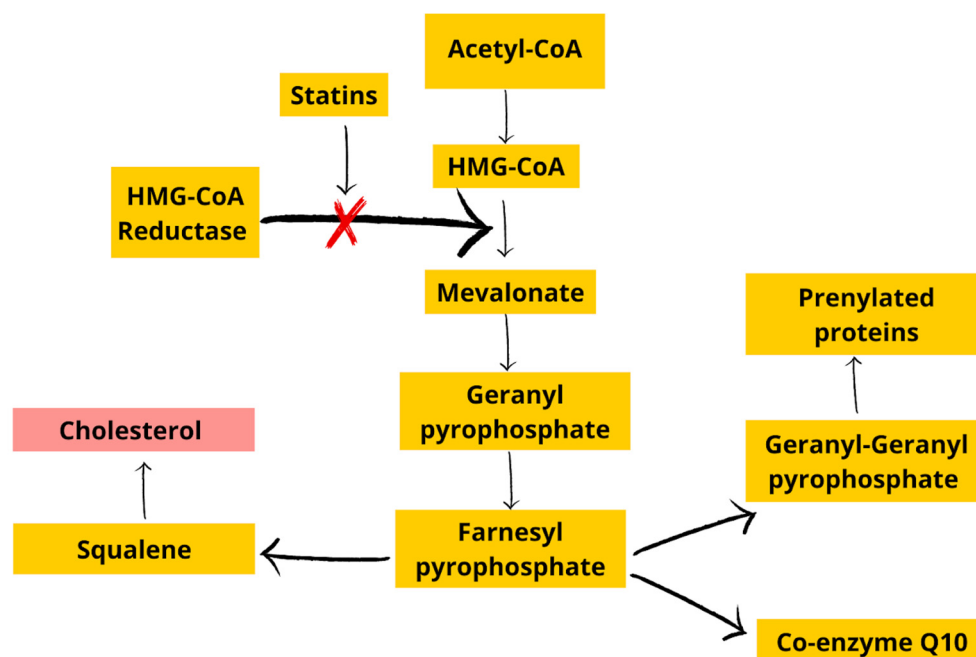 Acetyl-CoA
Statins
HMG-CoA
HMG-CoA
Reductase
Mevalonate
Prenylated
proteins
Geranyl
pyrophosphate
Cholesterol
Geranyl-Geranyl
pyrophosphate
Squalene
Farnesyl
pyrophosphate
Co-enzyme Q10